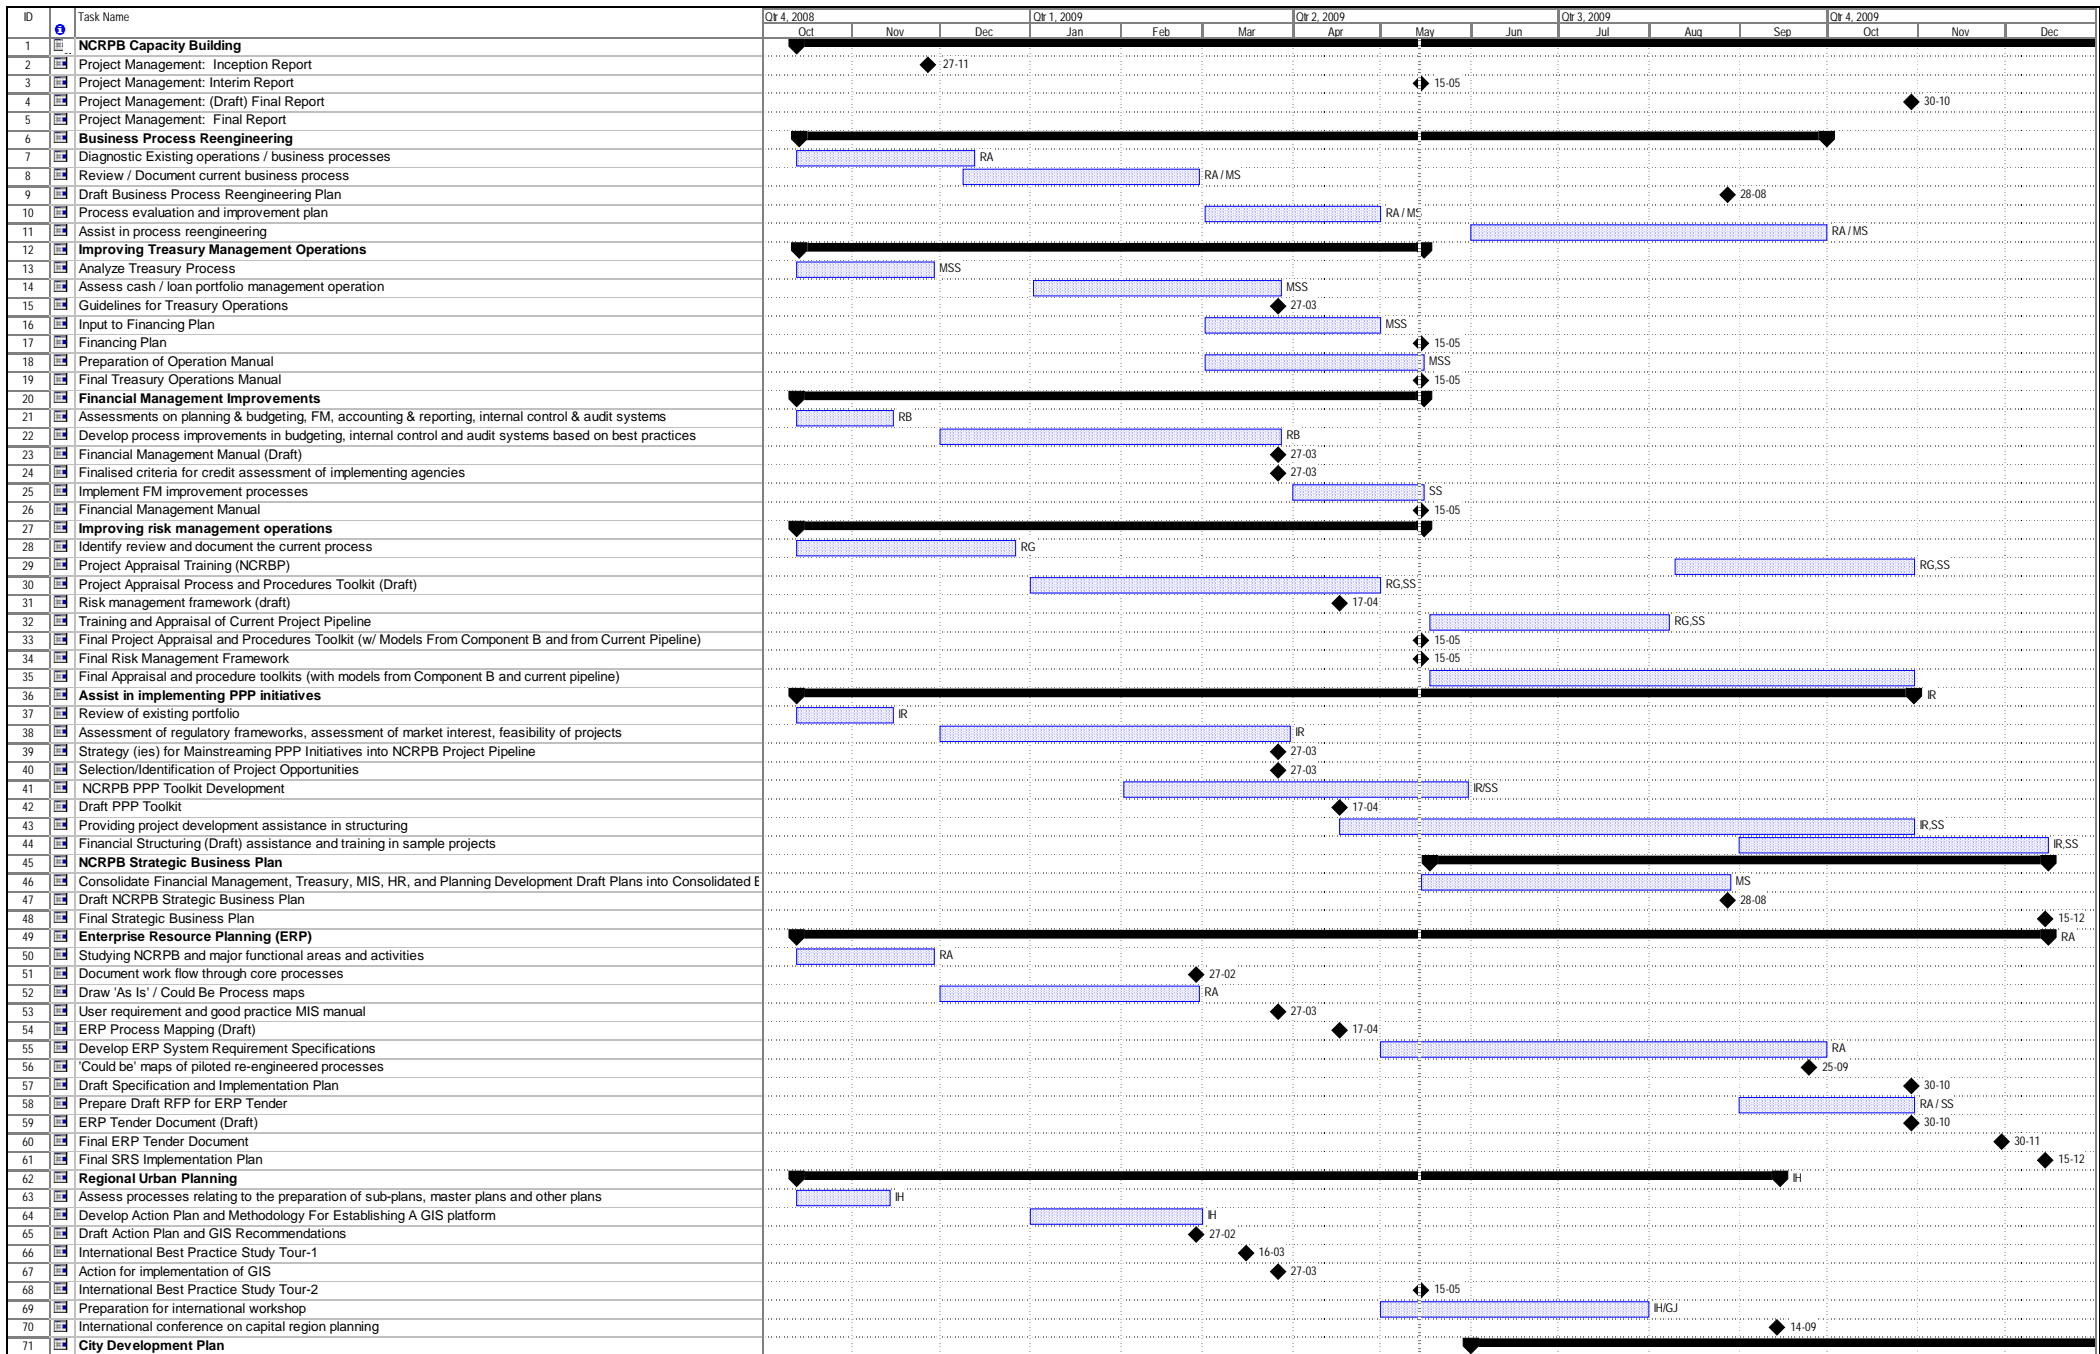 ID Task Name Qtr 4, 2008 Qtr 1, 2009 Qtr 2, 2009 Qtr 3, 2009 Qtr 4, 2009
Oct Nov Dec Jan Feb Mar Apr May Jun Jul Aug Sep Oct Nov Dec
1 NCRPB Capacity Building
2 Project Management: Inception Report 27-11
3 Project Management: Interim Report 15-05
4 Project Management: (Draft) Final Report 30-10
5 Project Management: Final Report
6 Business Process Reengineering
7 Diagnostic Existing operations / business processes RA
8 Review / Document current business process RA / MS
9 Draft Business Process Reengineering Plan 28-08
10 Process evaluation and improvement plan RA / MS
11 Assist in process reengineering RA / MS
12 Improving Treasury Management Operations
13 Analyze Treasury Process MSS
14 Assess cash / loan portfolio management operation MSS
15 Guidelines for Treasury Operations 27-03
16 Input to Financing Plan MSS
17 Financing Plan 15-05
18 Preparation of Operation Manual MSS
19 Final Treasury Operations Manual 15-05
20 Financial Management Improvements
21 Assessments on planning & budgeting, FM, accounting & reporting, internal control & audit systems RB
22 Develop process improvements in budgeting, internal control and audit systems based on best practices RB
23 Financial Management Manual (Draft) 27-03
24 Finalised criteria for credit assessment of implementing agencies 27-03
25 Implement FM improvement processes SS
26 Financial Management Manual 15-05
27 Improving risk management operations
28 Identify review and document the current process RG
29 Project Appraisal Training (NCRBP) RG,SS
30 Project Appraisal Process and Procedures Toolkit (Draft) RG,SS
31 Risk management framework (draft) 17-04
32 Training and Appraisal of Current Project Pipeline RG,SS
33 Final Project Appraisal and Procedures Toolkit (w/ Models From Component B and from Current Pipeline) 15-05
34 Final Risk Management Framework 15-05
35 Final Appraisal and procedure toolkits (with models from Component B and current pipeline)
36 Assist in implementing PPP initiatives IR
37 Review of existing portfolio IR
38 Assessment of regulatory frameworks, assessment of market interest, feasibility of projects IR
39 Strategy (ies) for Mainstreaming PPP Initiatives into NCRPB Project Pipeline 27-03
40 Selection/Identification of Project Opportunities 27-03
41 NCRPB PPP Toolkit Development IR/SS
42 Draft PPP Toolkit 17-04
43 Providing project development assistance in structuring IR,SS
44 Financial Structuring (Draft) assistance and training in sample projects IR,SS
45 NCRPB Strategic Business Plan
46 Consolidate Financial Management, Treasury, MIS, HR, and Planning Development Draft Plans into Consolidated MS
47 Draft NCRPB Strategic Business Plan 28-08
48 Final Strategic Business Plan 15-12
49 Enterprise Resource Planning (ERP) RA
50 Studying NCRPB and major functional areas and activities RA
51 Document work flow through core processes 27-02
52 Draw 'As Is' / Could Be Process maps RA
53 User requirement and good practice MIS manual 27-03
54 ERP Process Mapping (Draft) 17-04
55 Develop ERP System Requirement Specifications RA
56 'Could be' maps of piloted re-engineered processes 25-09
57 Draft Specification and Implementation Plan 30-10
58 Prepare Draft RFP for ERP Tender RA / SS
59 ERP Tender Document (Draft) 30-10
60 Final ERP Tender Document 30-11
61 Final SRS Implementation Plan 15-12
62 Regional Urban Planning IH
63 Assess processes relating to the preparation of sub-plans, master plans and other plans IH
64 Develop Action Plan and Methodology For Establishing A GIS platform IH
65 Draft Action Plan and GIS Recommendations 27-02
66 International Best Practice Study Tour-1 16-03
67 Action for implementation of GIS 27-03
68 International Best Practice Study Tour-2 15-05
69 Preparation for international workshop IH/GJ
70 International conference on capital region planning 14-09
71 City Development Plan